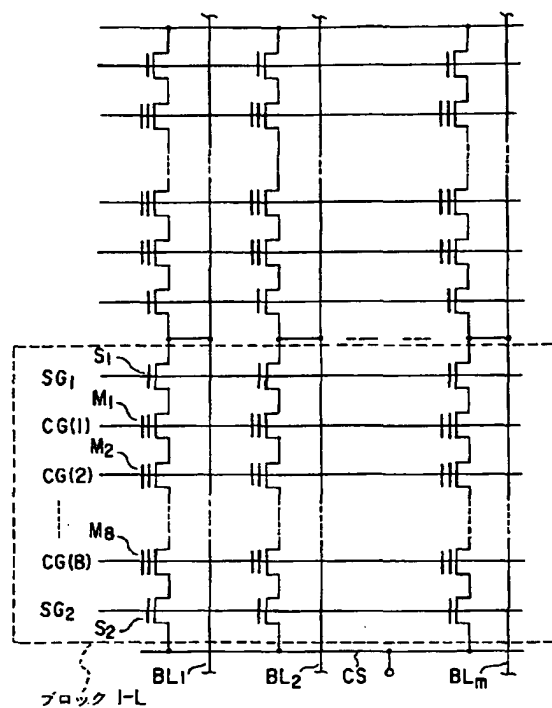 S1
SG1
M1
CG(1)
M2
CG(2)
M8
CG(8)
SG2
S2
BL1 BL2 CS BLm
ブロック 1-L